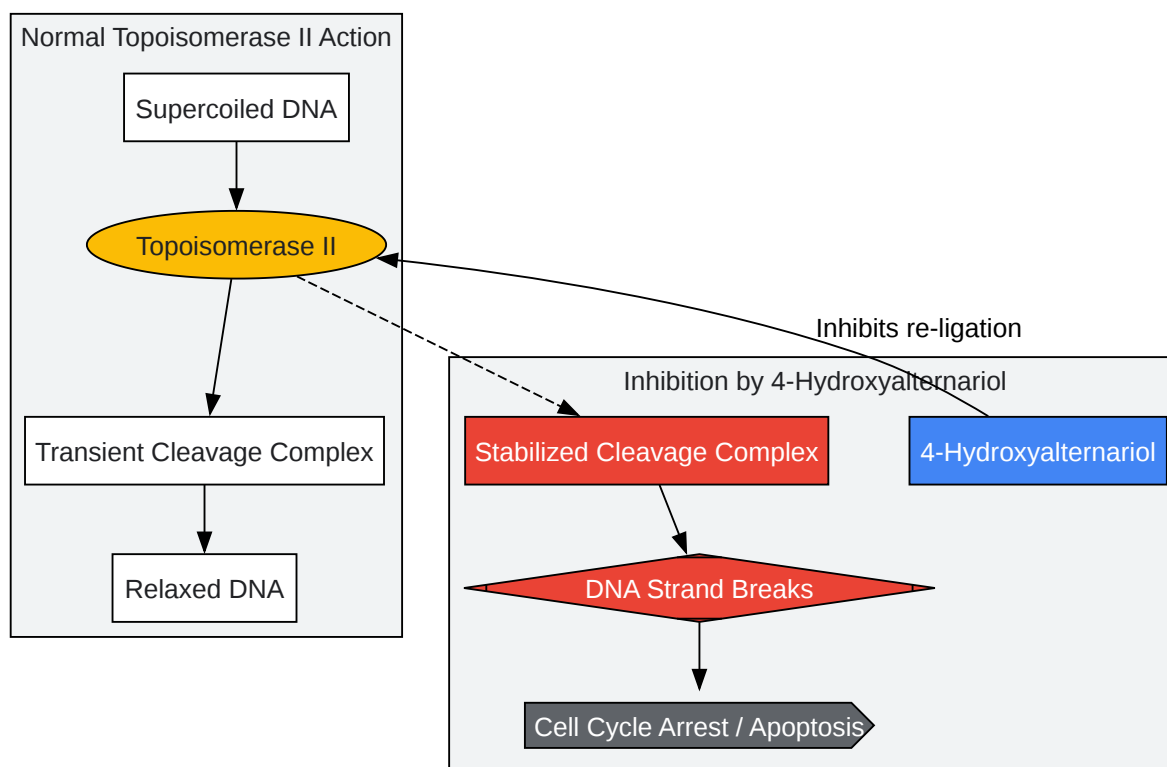 Normal Topoisomerase II Action
Supercoiled DNA
Topoisomerase II
Transient Cleavage Complex
Relaxed DNA
Inhibits re-ligation
Inhibition by 4-Hydroxyalternariol
Stabilized Cleavage Complex
4-Hydroxyalternariol
DNA Strand Breaks
Cell Cycle Arrest / Apoptosis